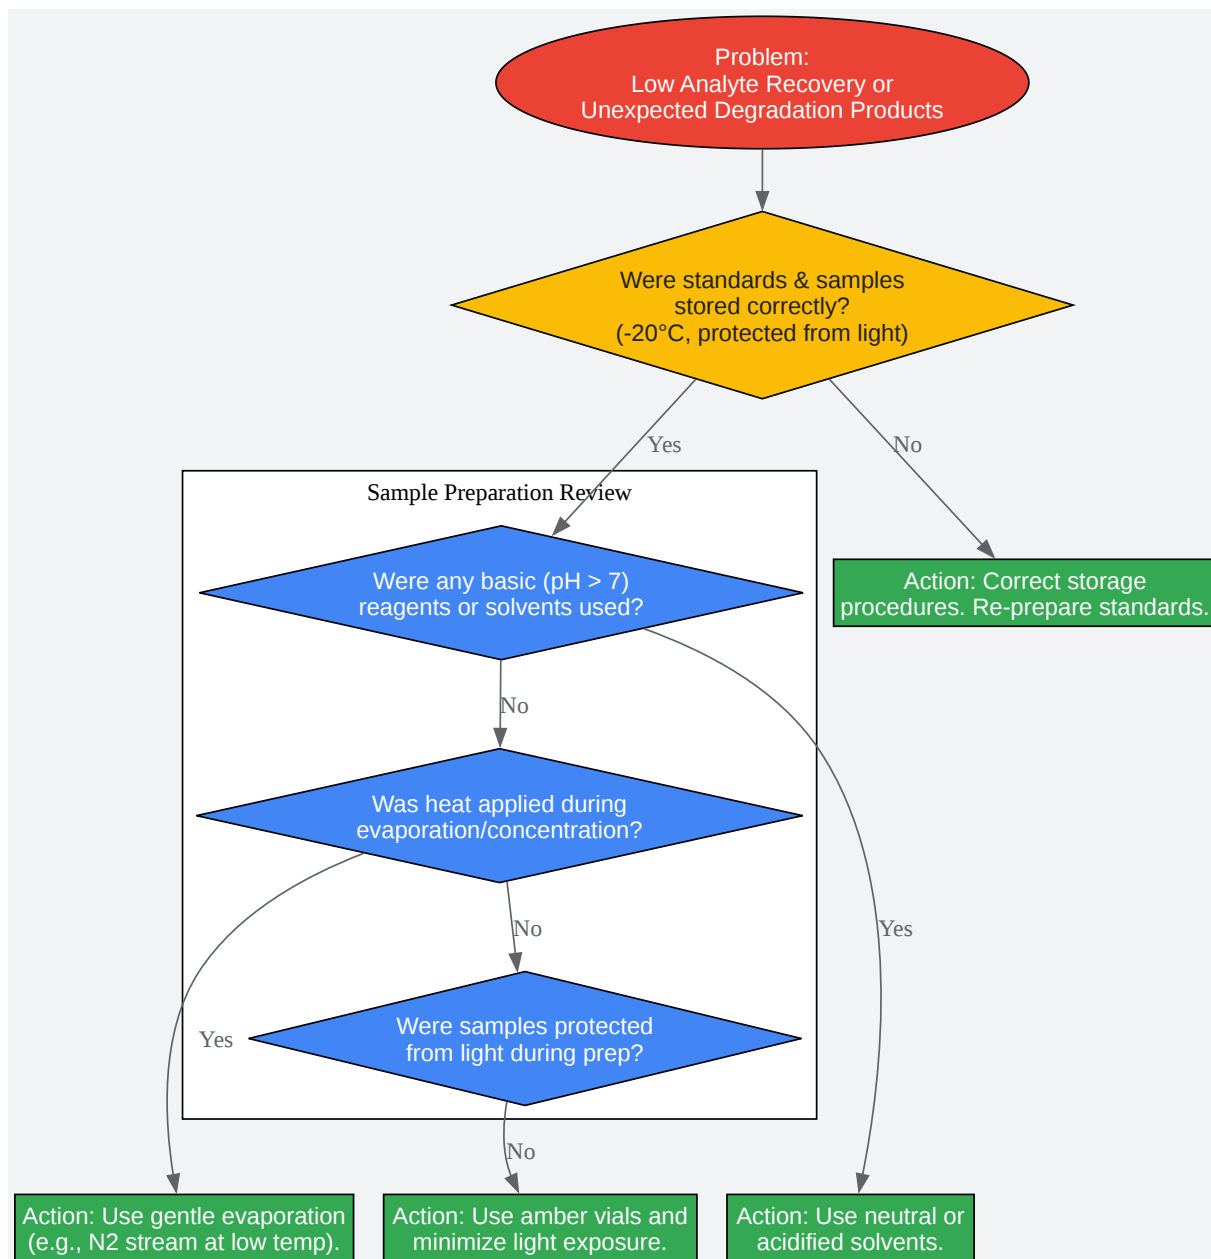 Problem:
Low Analyte Recovery or
Unexpected Degradation Products
Were standards & samples
stored correctly?
(-20°C, protected from light)
Yes
No
Sample Preparation Review
Were any basic (pH > 7)
reagents or solvents used?
Action: Correct storage
procedures. Re-prepare standards.
No
Was heat applied during
evaporation/concentration?
No
Yes
Were samples protected
from light during prep?
Yes
No
Action: Use gentle evaporation
(e.g., N2 stream at low temp).
Action: Use amber vials and
minimize light exposure.
Action: Use neutral or
acidified solvents.